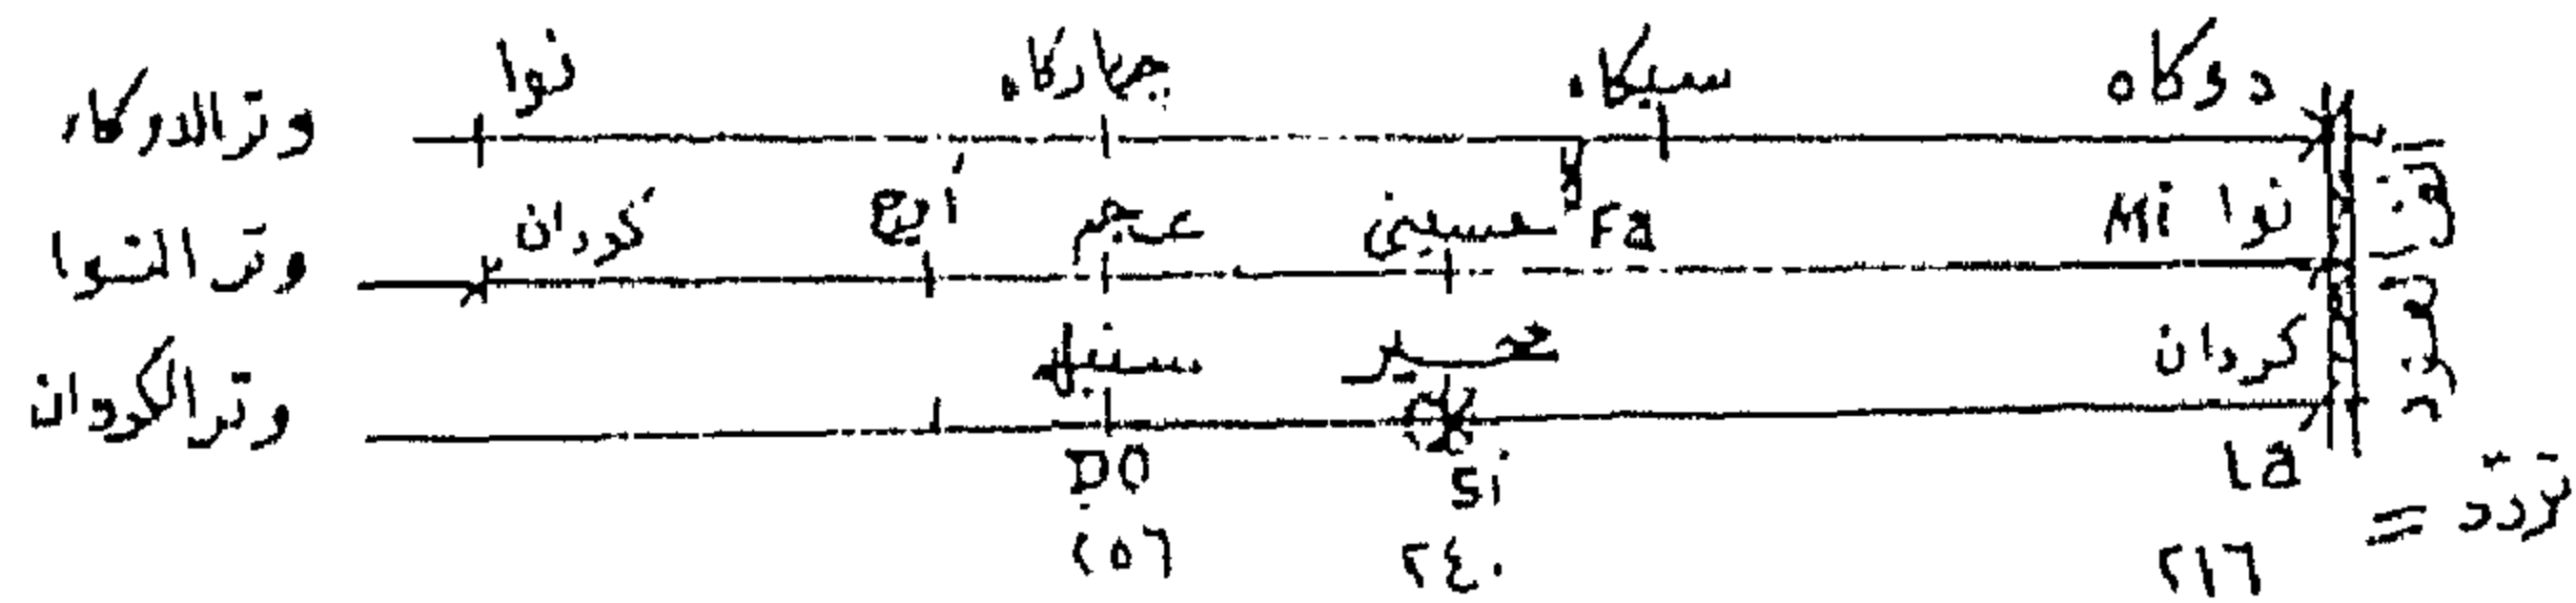 دوكاه سيكاه جهاركاه نوا
وتر الدوكاه
نوا Mi Fa حسيني عجم أوج كردان
وتر النوا
كردان محير سنبله
وتر الكردان
La Si DO
تردد = ٢١٦ ٢٤٠ ٢٥٦